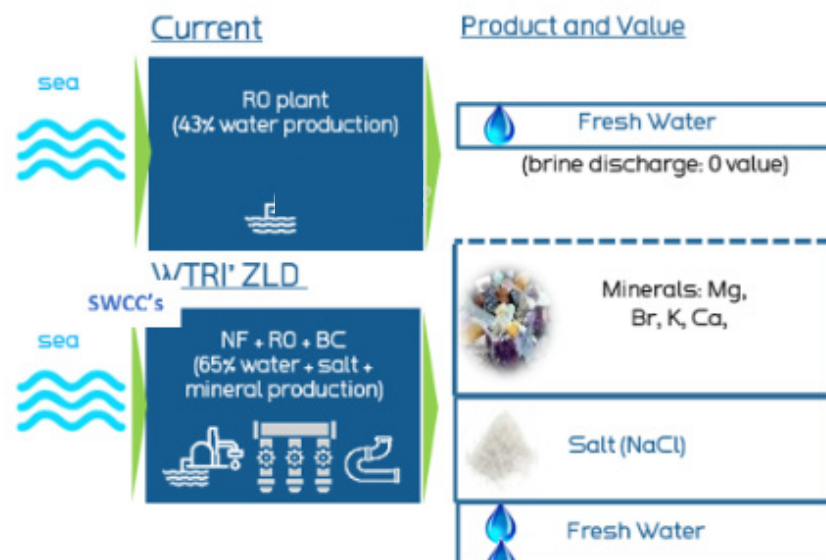 Current
Product and Value
sea
RO plant
(43% water production)
Fresh Water
(brine discharge: 0 value)
WTRI' ZLD
SWCC's
sea
NF + RO + BC
(65% water + salt +
mineral production)
Minerals: Mg,
Br, K, Ca,
Salt (NaCl)
Fresh Water